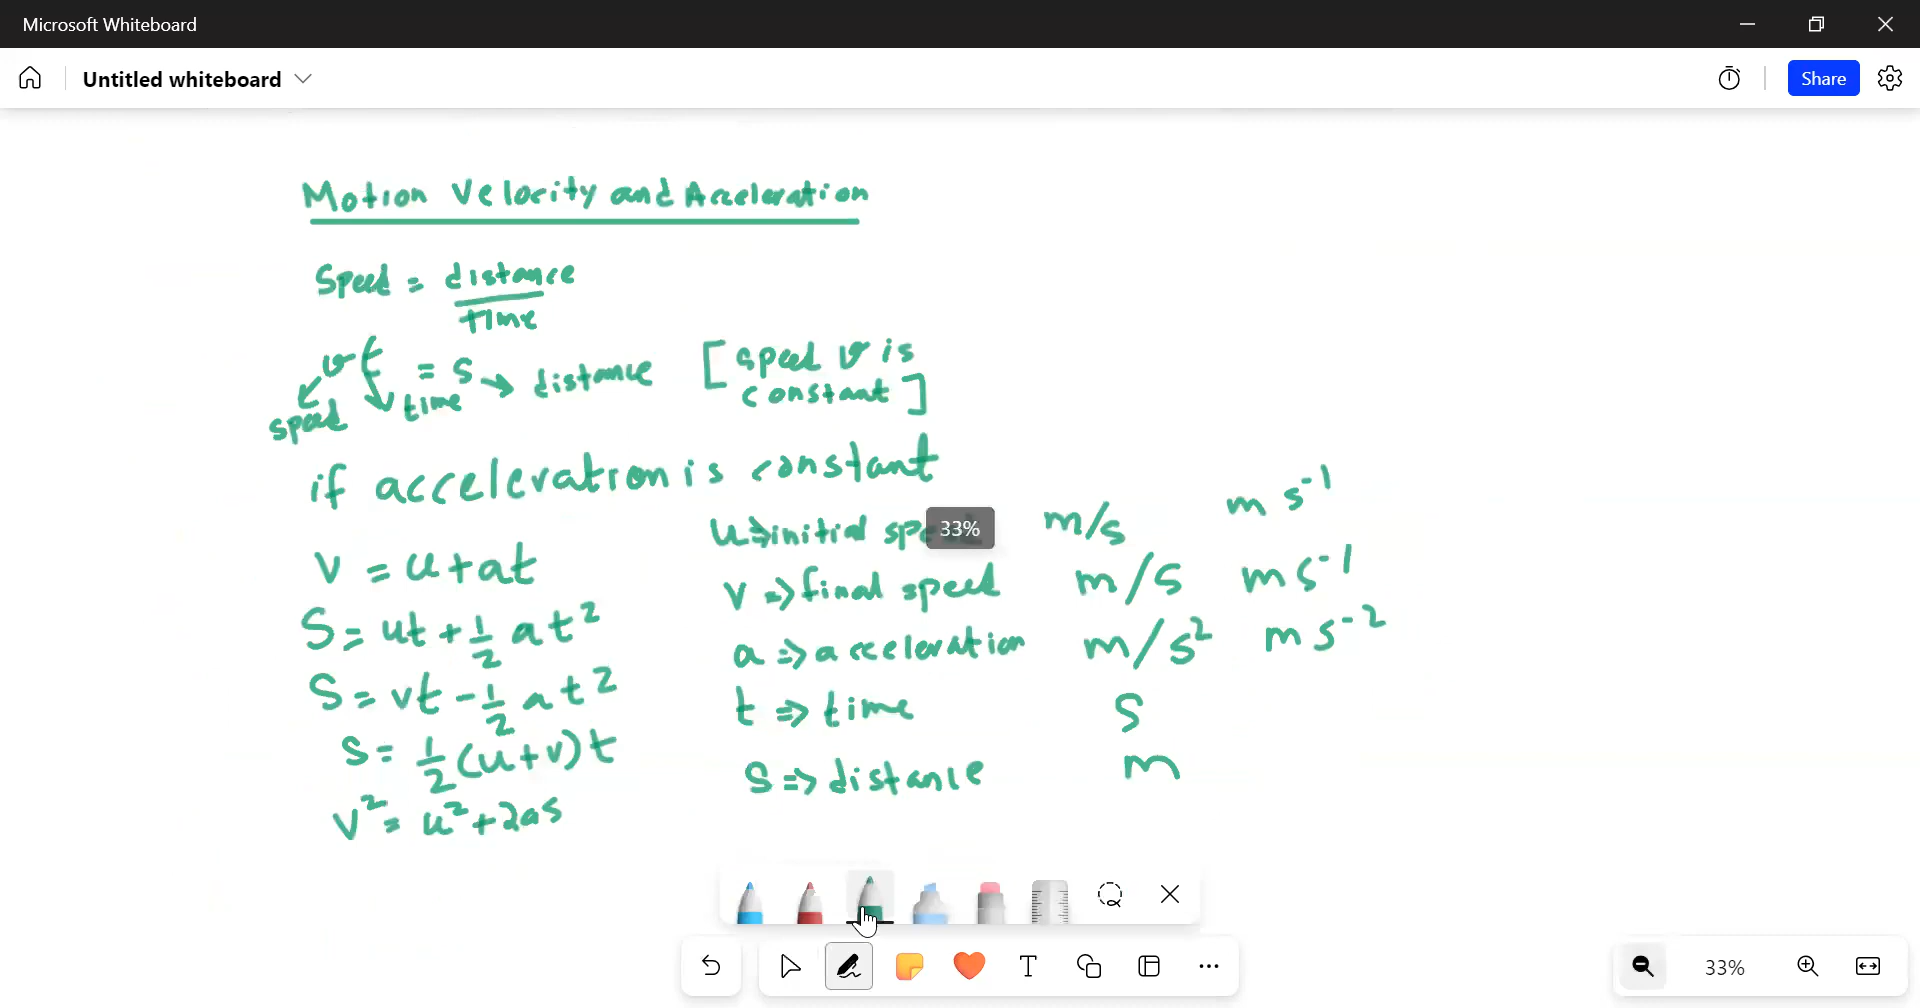 Microsoft Whiteboard
Untitled whiteboard
Share
Motion Velocity and Acceleration
Speed = distance
time
vt = s → distance [speed v is
constant]
speed time
if acceleration is constant
u ⇒ initial m/s m s⁻¹
33%
v = u + at
v ⇒ final speed m/s m s⁻¹
S = ut + 1/2 at²
a ⇒ acceleration m/s² m s⁻²
S = vt - 1/2 at²
t ⇒ time s
s = 1/2 (u+v)t
s ⇒ distance m
v² = u² + 2as
T
33%